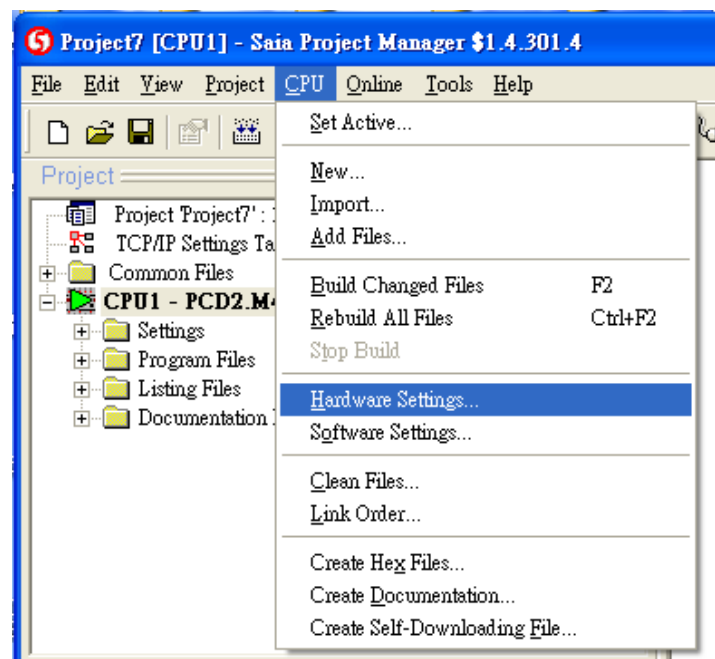 Project7 [CPU1] - Saia Project Manager $1.4.301.4
File Edit View Project CPU Online Tools Help
Project
Project 'Project7' :
TCP/IP Settings Ta
Common Files
CPU1 - PCD2.M4
Settings
Program Files
Listing Files
Documentation
Set Active...
New...
Import...
Add Files...
Build Changed Files F2
Rebuild All Files Ctrl+F2
Stop Build
Hardware Settings...
Software Settings...
Clean Files...
Link Order...
Create Hex Files...
Create Documentation...
Create Self-Downloading File...